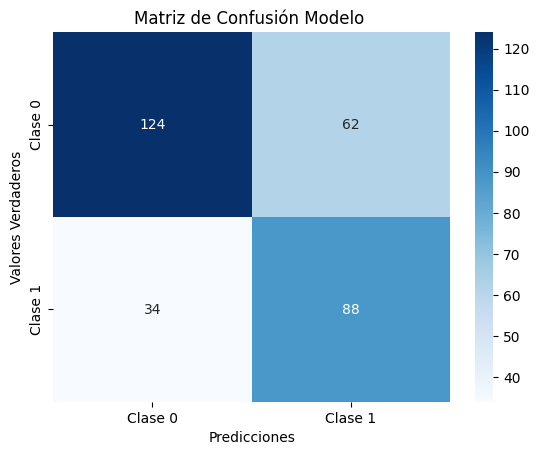 Matriz de Confusión Modelo
Valores Verdaderos
Clase 0
124
62
Clase 1
34
88
Clase 0
Clase 1
Predicciones
120
110
100
90
80
70
60
50
40